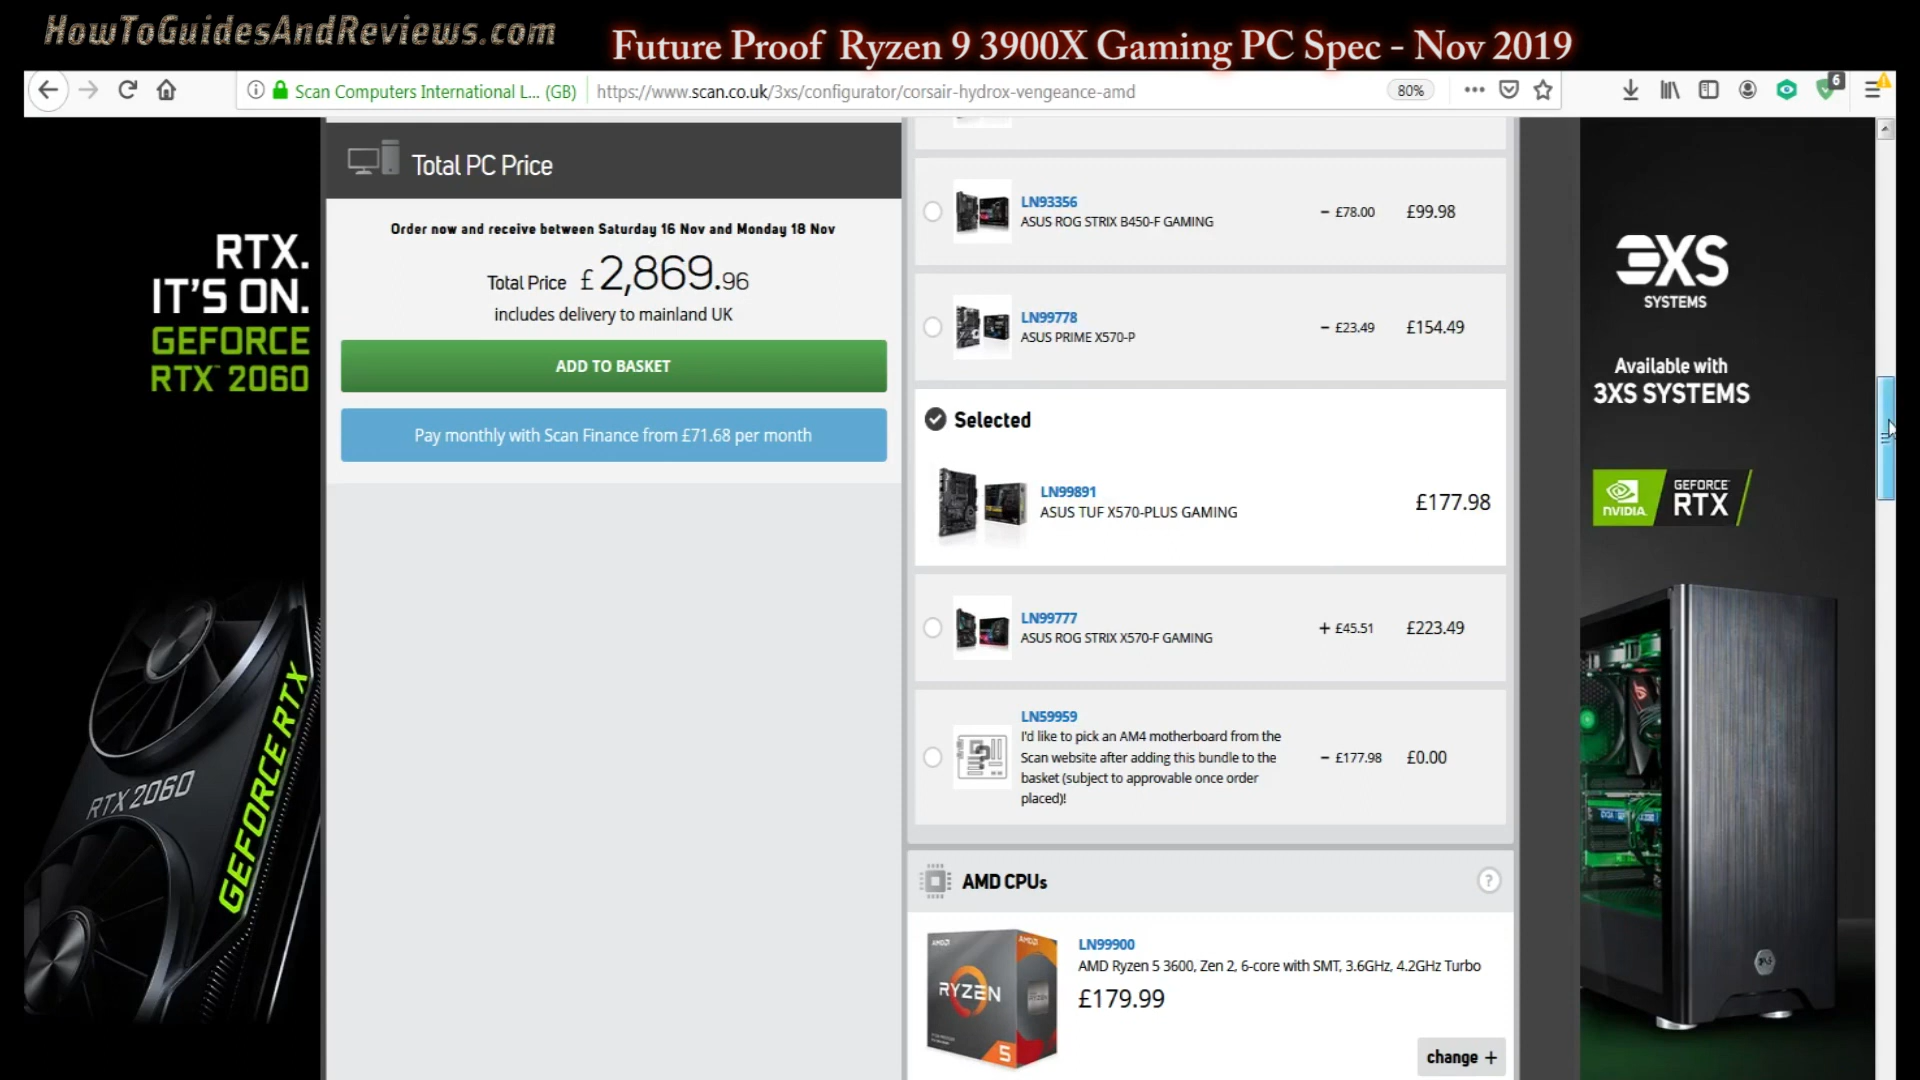 HowToGuidesAndReviews.com
Future Proof Ryzen 9 3900X Gaming PC Spec - Nov 2019
Scan Computers International L... (GB)
https://www.scan.co.uk/3xs/configurator/corsair-hydrox-vengeance-amd
80%
6
Total PC Price
Order now and receive between Saturday 16 Nov and Monday 18 Nov
Total Price £2,869.96
includes delivery to mainland UK
ADD TO BASKET
Pay monthly with Scan Finance from £71.68 per month
RTX.
IT'S ON.
GEFORCE
RTX™ 2060
RTX 2060
GEFORCE RTX
LN93356
ASUS ROG STRIX B450-F GAMING
- £78.00 £99.98
LN99778
ASUS PRIME X570-P
- £23.49 £154.49
Selected
LN99891
ASUS TUF X570-PLUS GAMING
£177.98
LN99777
ASUS ROG STRIX X570-F GAMING
+ £45.51 £223.49
LN59959
I'd like to pick an AM4 motherboard from the
Scan website after adding this bundle to the
basket (subject to approvable once order
placed)!
- £177.98 £0.00
AMD CPUs
?
LN99900
AMD Ryzen 5 3600, Zen 2, 6-core with SMT, 3.6GHz, 4.2GHz Turbo
£179.99
change +
AMD
RYZEN
5
3XS
SYSTEMS
Available with
3XS SYSTEMS
NVIDIA.
GEFORCE
RTX